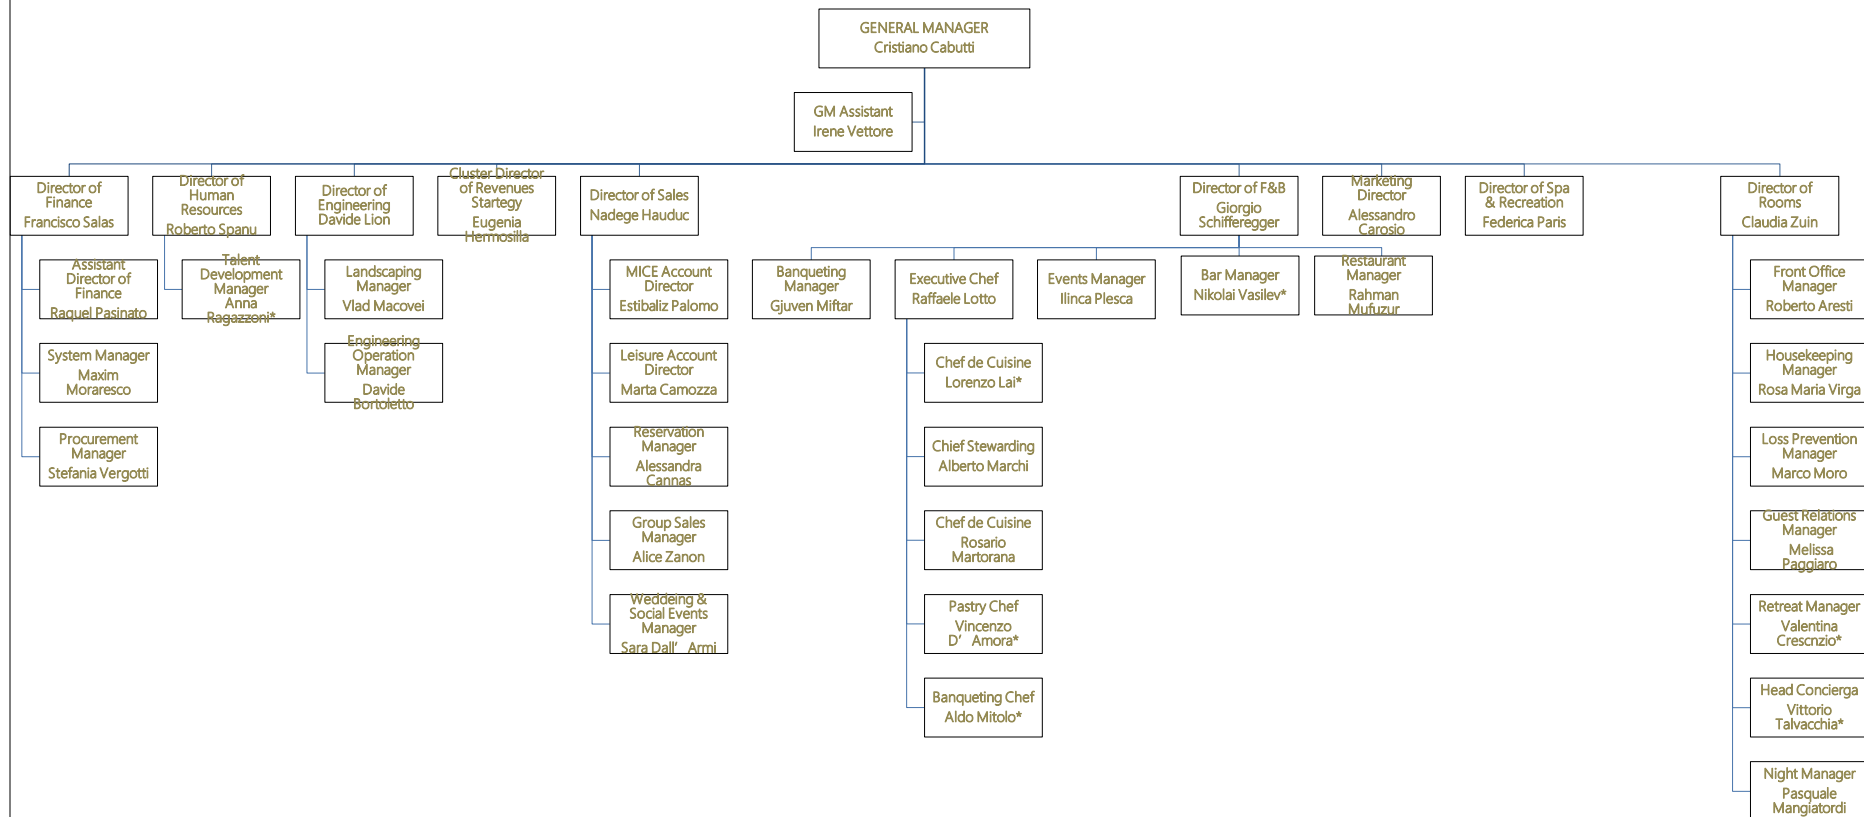 GENERAL MANAGER
Cristiano Cabutti
GM Assistant
Irene Vettore
Director of
Finance
Francisco Salas
Director of
Human
Resources
Roberto Spanu
Director of
Engineering
Davide Lion
Cluster Director
of Revenues
Startegy
Eugenia
Hermosilla
Director of Sales
Nadege Hauduc
Director of F&B
Giorgio
Schifferegger
Marketing
Director
Alessandro
Carosio
Director of Spa
& Recreation
Federica Paris
Director of
Rooms
Claudia Zuin
Assistant
Director of
Finance
Raquel Pasinato
System Manager
Maxim
Moraresco
Procurement
Manager
Stefania Vergotti
Talent
Development
Manager
Anna
Ragazzoni*
Landscaping
Manager
Vlad Macovei
Engineering
Operation
Manager
Davide
Bortoletto
MICE Account
Director
Estibaliz Palomo
Leisure Account
Director
Marta Camozza
Reservation
Manager
Alessandra
Cannas
Group Sales
Manager
Alice Zanon
Weddeing &
Social Events
Manager
Sara Dall’ Armi
Banqueting
Manager
Gjuven Miftar
Executive Chef
Raffaele Lotto
Events Manager
Ilinca Plesca
Bar Manager
Nikolai Vasilev*
Restaurant
Manager
Rahman
Mufuzur
Chef de Cuisine
Lorenzo Lai*
Chief Stewarding
Alberto Marchi
Chef de Cuisine
Rosario
Martorana
Pastry Chef
Vincenzo
D’ Amora*
Banqueting Chef
Aldo Mitolo*
Front Office
Manager
Roberto Aresti
Housekeeping
Manager
Rosa Maria Virga
Loss Prevention
Manager
Marco Moro
Guest Relations
Manager
Melissa
Paggiaro
Retreat Manager
Valentina
Crescnzio*
Head Concierga
Vittorio
Talvacchia*
Night Manager
Pasquale
Mangiatordi